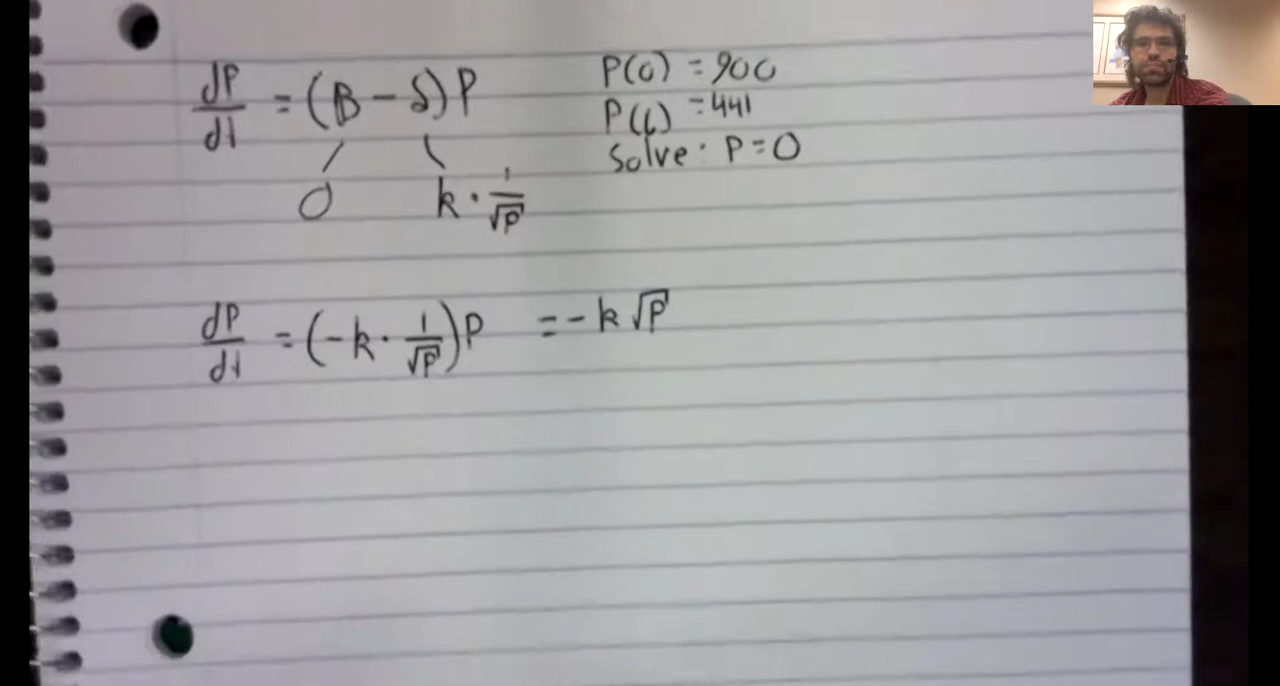 dP/dt = (β - δ)P
P(0) = 900
P(6) = 441
Solve: P = 0
0
k · 1/√P
dP/dt = (-k · 1/√P)P = -k√P